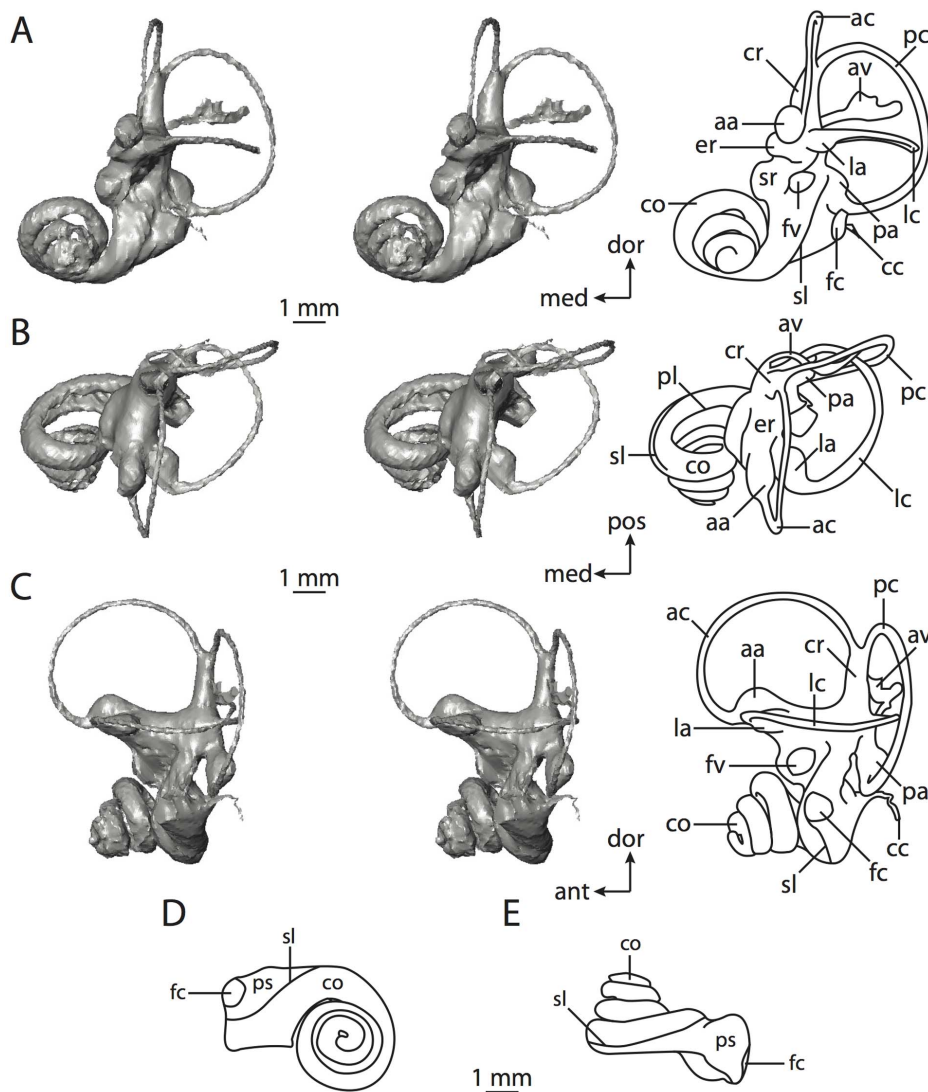 A
ac
pc
cr
av
aa
er
la
sr
co
fv
lc
pa
cc
fc
sl
dor
med
1 mm
B
av
cr
pc
pl
pa
er
la
sl
co
lc
aa
ac
pos
med
1 mm
C
pc
ac
av
aa
cr
lc
la
fv
pa
co
cc
fc
sl
dor
ant
D
sl
ps
co
fc
E
co
sl
ps
fc
1 mm